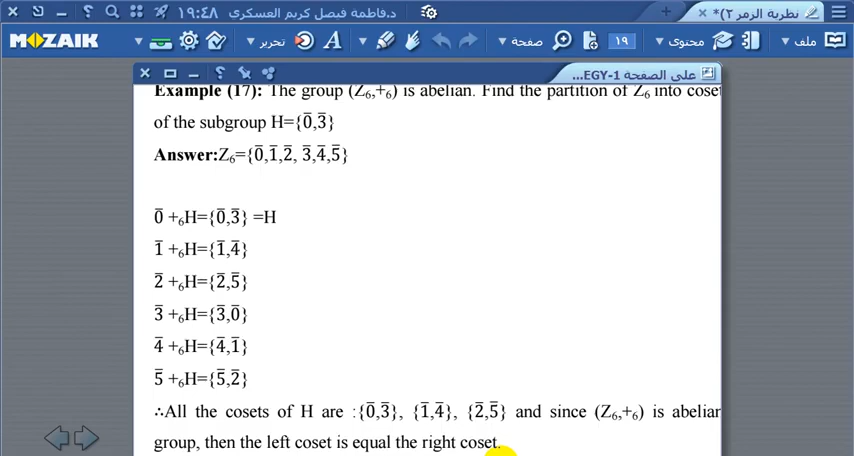 نظرية الزمر ٢)*
د.فاطمة فيصل كريم العسكري ١٩:٤٨
ملف محتوى ١٩ صفحة A تحرير MOZAIK
على الصفحة EGY-1...
Example (17): The group (Z₆,+₆) is abelian. Find the partition of Z₆ into coset
of the subgroup H={0̅,3̅}
Answer:Z₆={0̅,1̅,2̅, 3̅,4̅,5̅}
0̅ +₆H={0̅,3̅} =H
1̅ +₆H={1̅,4̅}
2̅ +₆H={2̅,5̅}
3̅ +₆H={3̅,0̅}
4̅ +₆H={4̅,1̅}
5̅ +₆H={5̅,2̅}
∴All the cosets of H are :{0̅,3̅}, {1̅,4̅}, {2̅,5̅} and since (Z₆,+₆) is abelian
group, then the left coset is equal the right coset.